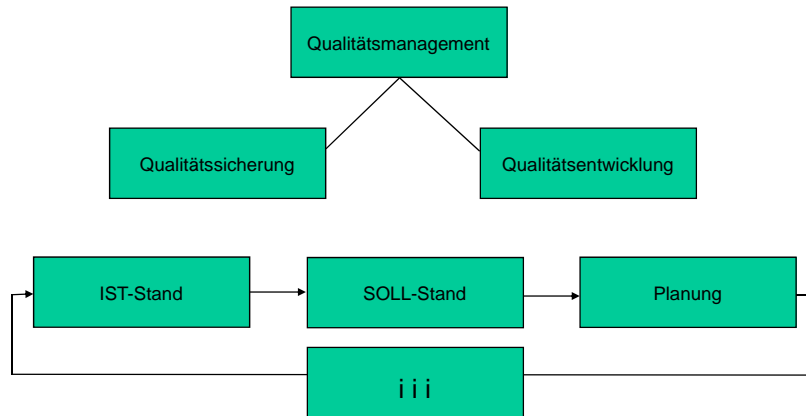 Qualitätsmanagement
Qualitätssicherung
Qualitätsentwicklung
IST-Stand
SOLL-Stand
Planung
i i i